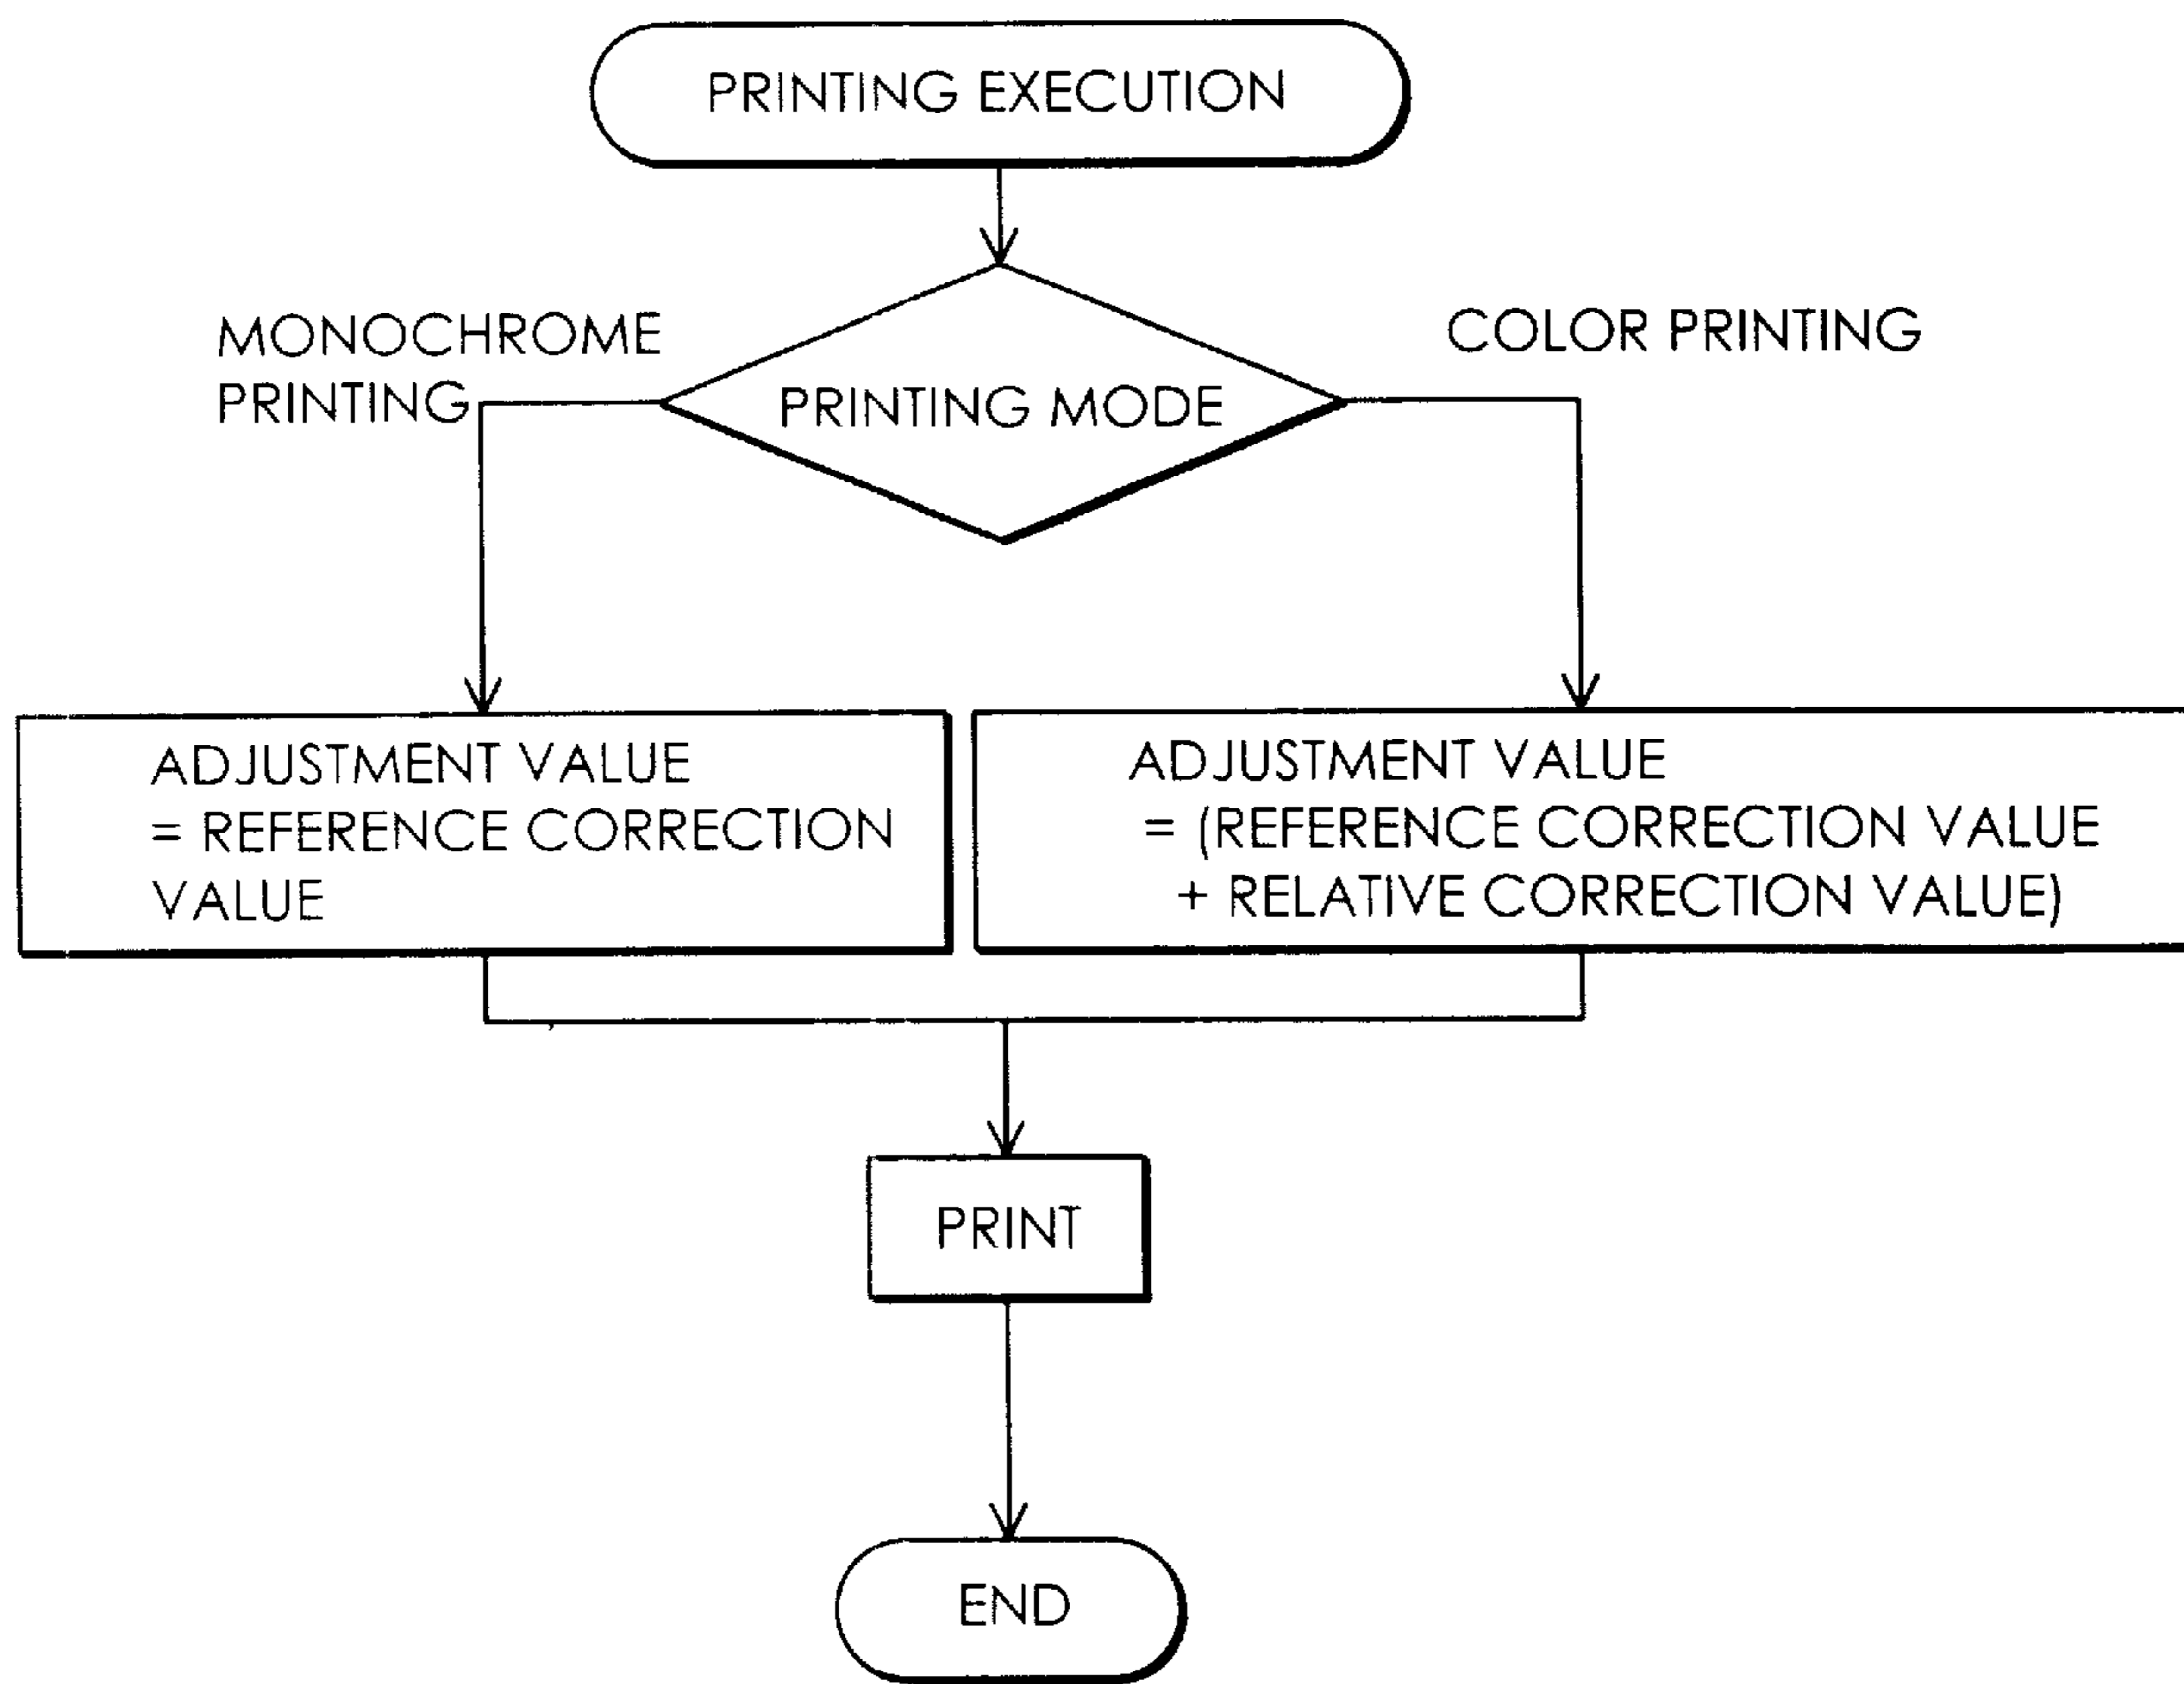 PRINTING EXECUTION
MONOCHROME
PRINTING
PRINTING MODE
COLOR PRINTING
ADJUSTMENT VALUE
= REFERENCE CORRECTION
VALUE
ADJUSTMENT VALUE
= (REFERENCE CORRECTION VALUE
+ RELATIVE CORRECTION VALUE)
PRINT
END